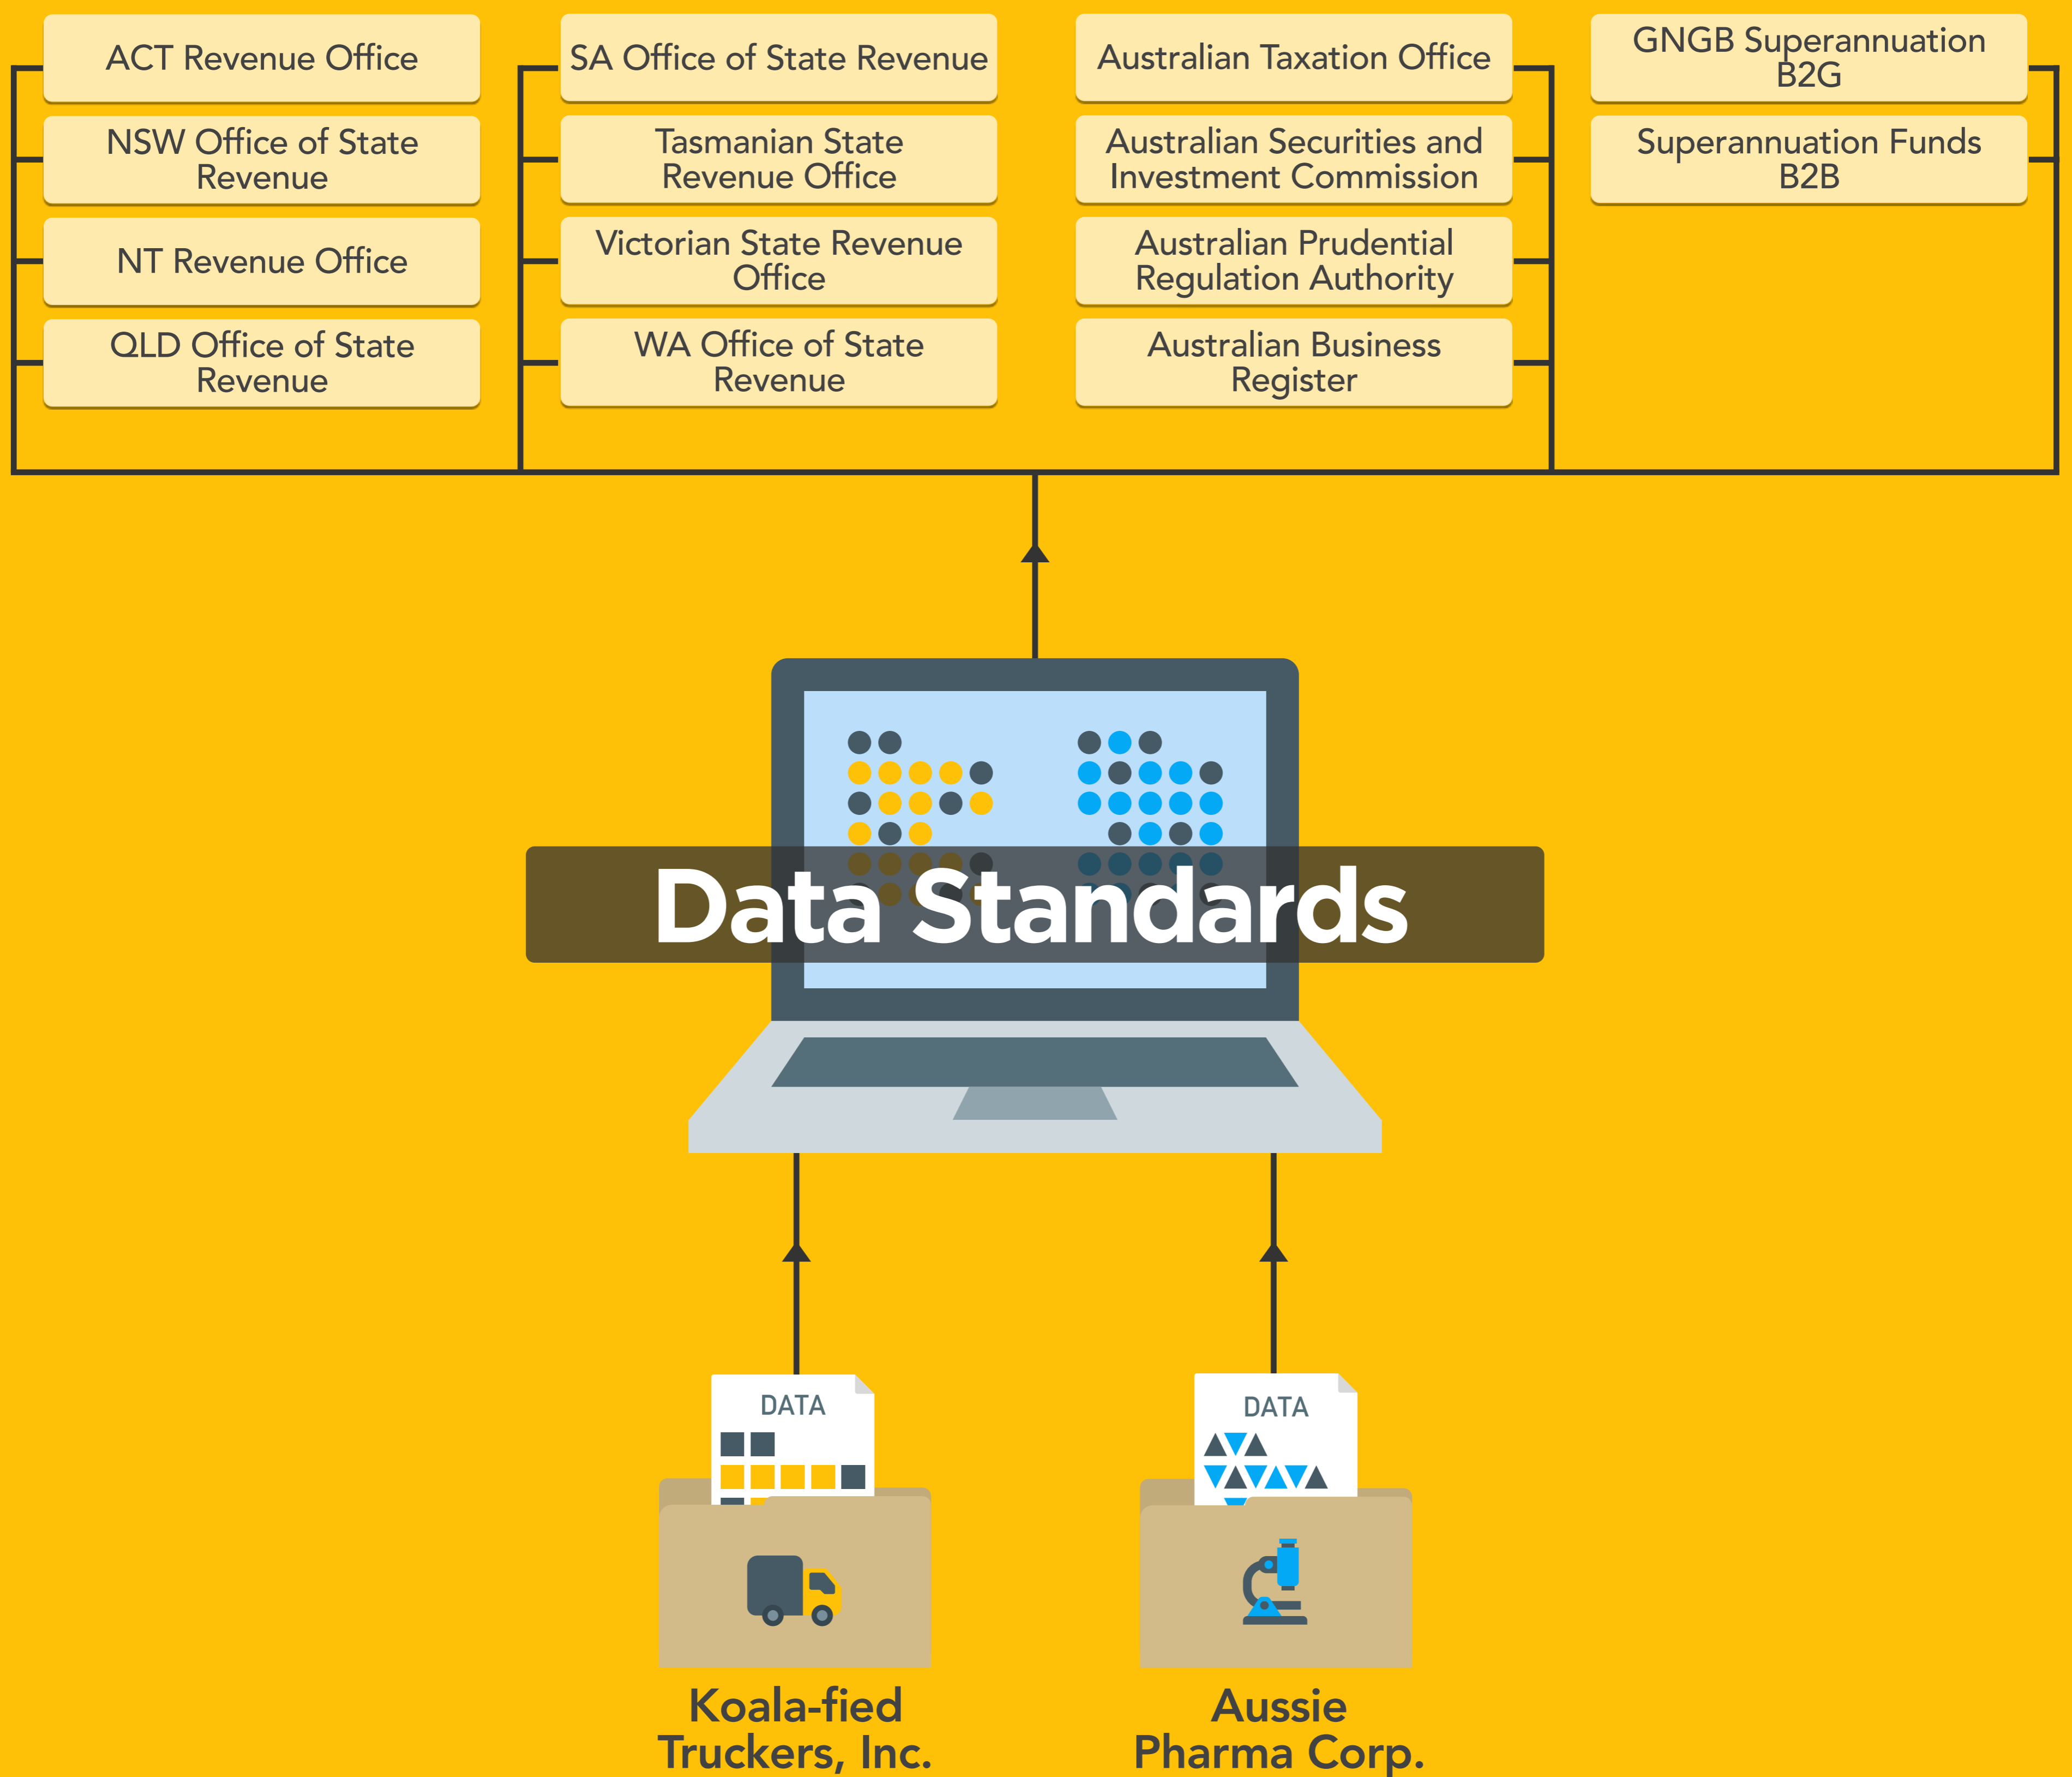 ACT Revenue Office
NSW Office of State
Revenue
NT Revenue Office
QLD Office of State
Revenue
SA Office of State Revenue
Tasmanian State
Revenue Office
Victorian State Revenue
Office
WA Office of State
Revenue
Australian Taxation Office
Australian Securities and
Investment Commission
Australian Prudential
Regulation Authority
Australian Business
Register
GNGB Superannuation
B2G
Superannuation Funds
B2B
Data Standards
DATA
DATA
Koala-fied
Truckers, Inc.
Aussie
Pharma Corp.